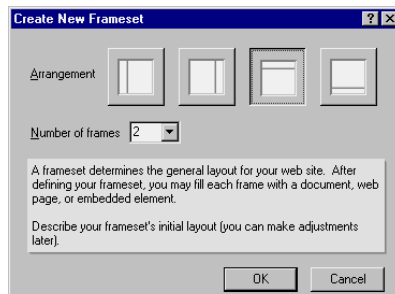 Create New Frameset
Arrangement
Number of frames 2
A frameset determines the general layout for your web site. After
defining your frameset, you may fill each frame with a document, web
page, or embedded element.
Describe your frameset's initial layout (you can make adjustments
later).
OK Cancel